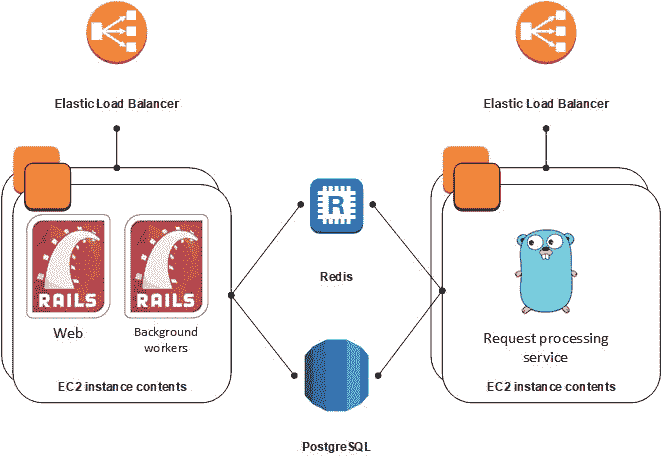 Elastic Load Balancer
Elastic Load Balancer
R
RAILS
RAILS
Redis
Web
Background
workers
Request processing
service
EC2 instance contents
EC2 instance contents
PostgreSQL